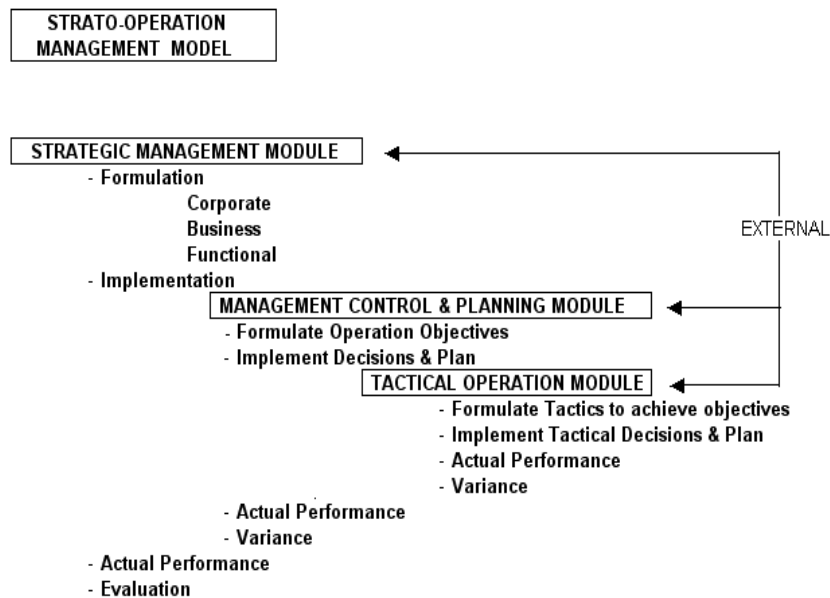 STRATO-OPERATION
MANAGEMENT MODEL
STRATEGIC MANAGEMENT MODULE
- Formulation
Corporate
Business
EXTERNAL
Functional
- Implementation
MANAGEMENT CONTROL & PLANNING MODULE
- Formulate Operation Objectives
- Implement Decisions & Plan
TACTICAL OPERATION MODULE
- Formulate Tactics to achieve objectives
- Implement Tactical Decisions & Plan
- Actual Performance
- Variance
- Actual Performance
- Variance
- Actual Performance
- Evaluation